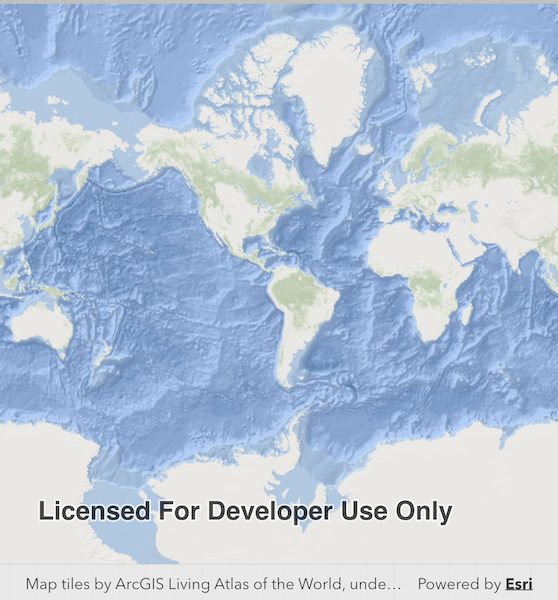 Licensed For Developer Use Only
Map tiles by ArcGIS Living Atlas of the World, unde... Powered by Esri